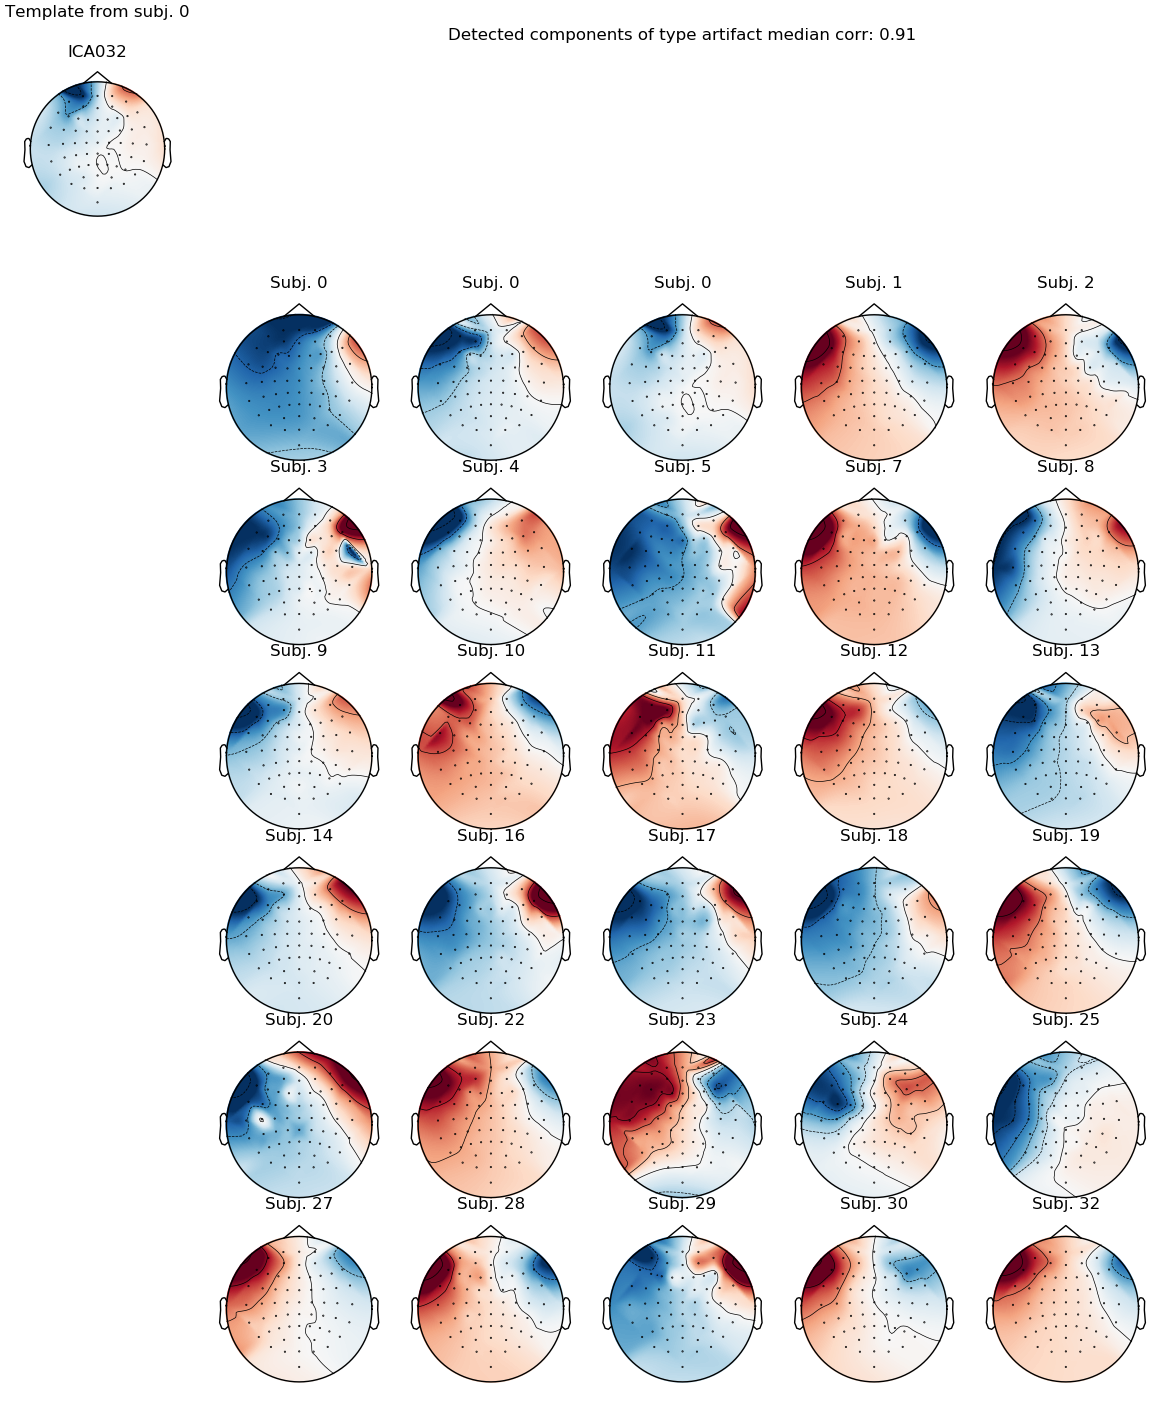 Template from subj. 0
Detected components of type artifact median corr: 0.91
ICA032
Subj. 0 Subj. 0 Subj. 0 Subj. 1 Subj. 2
Subj. 3 Subj. 4 Subj. 5 Subj. 7 Subj. 8
Subj. 9 Subj. 10 Subj. 11 Subj. 12 Subj. 13
Subj. 14 Subj. 16 Subj. 17 Subj. 18 Subj. 19
Subj. 20 Subj. 22 Subj. 23 Subj. 24 Subj. 25
Subj. 27 Subj. 28 Subj. 29 Subj. 30 Subj. 32